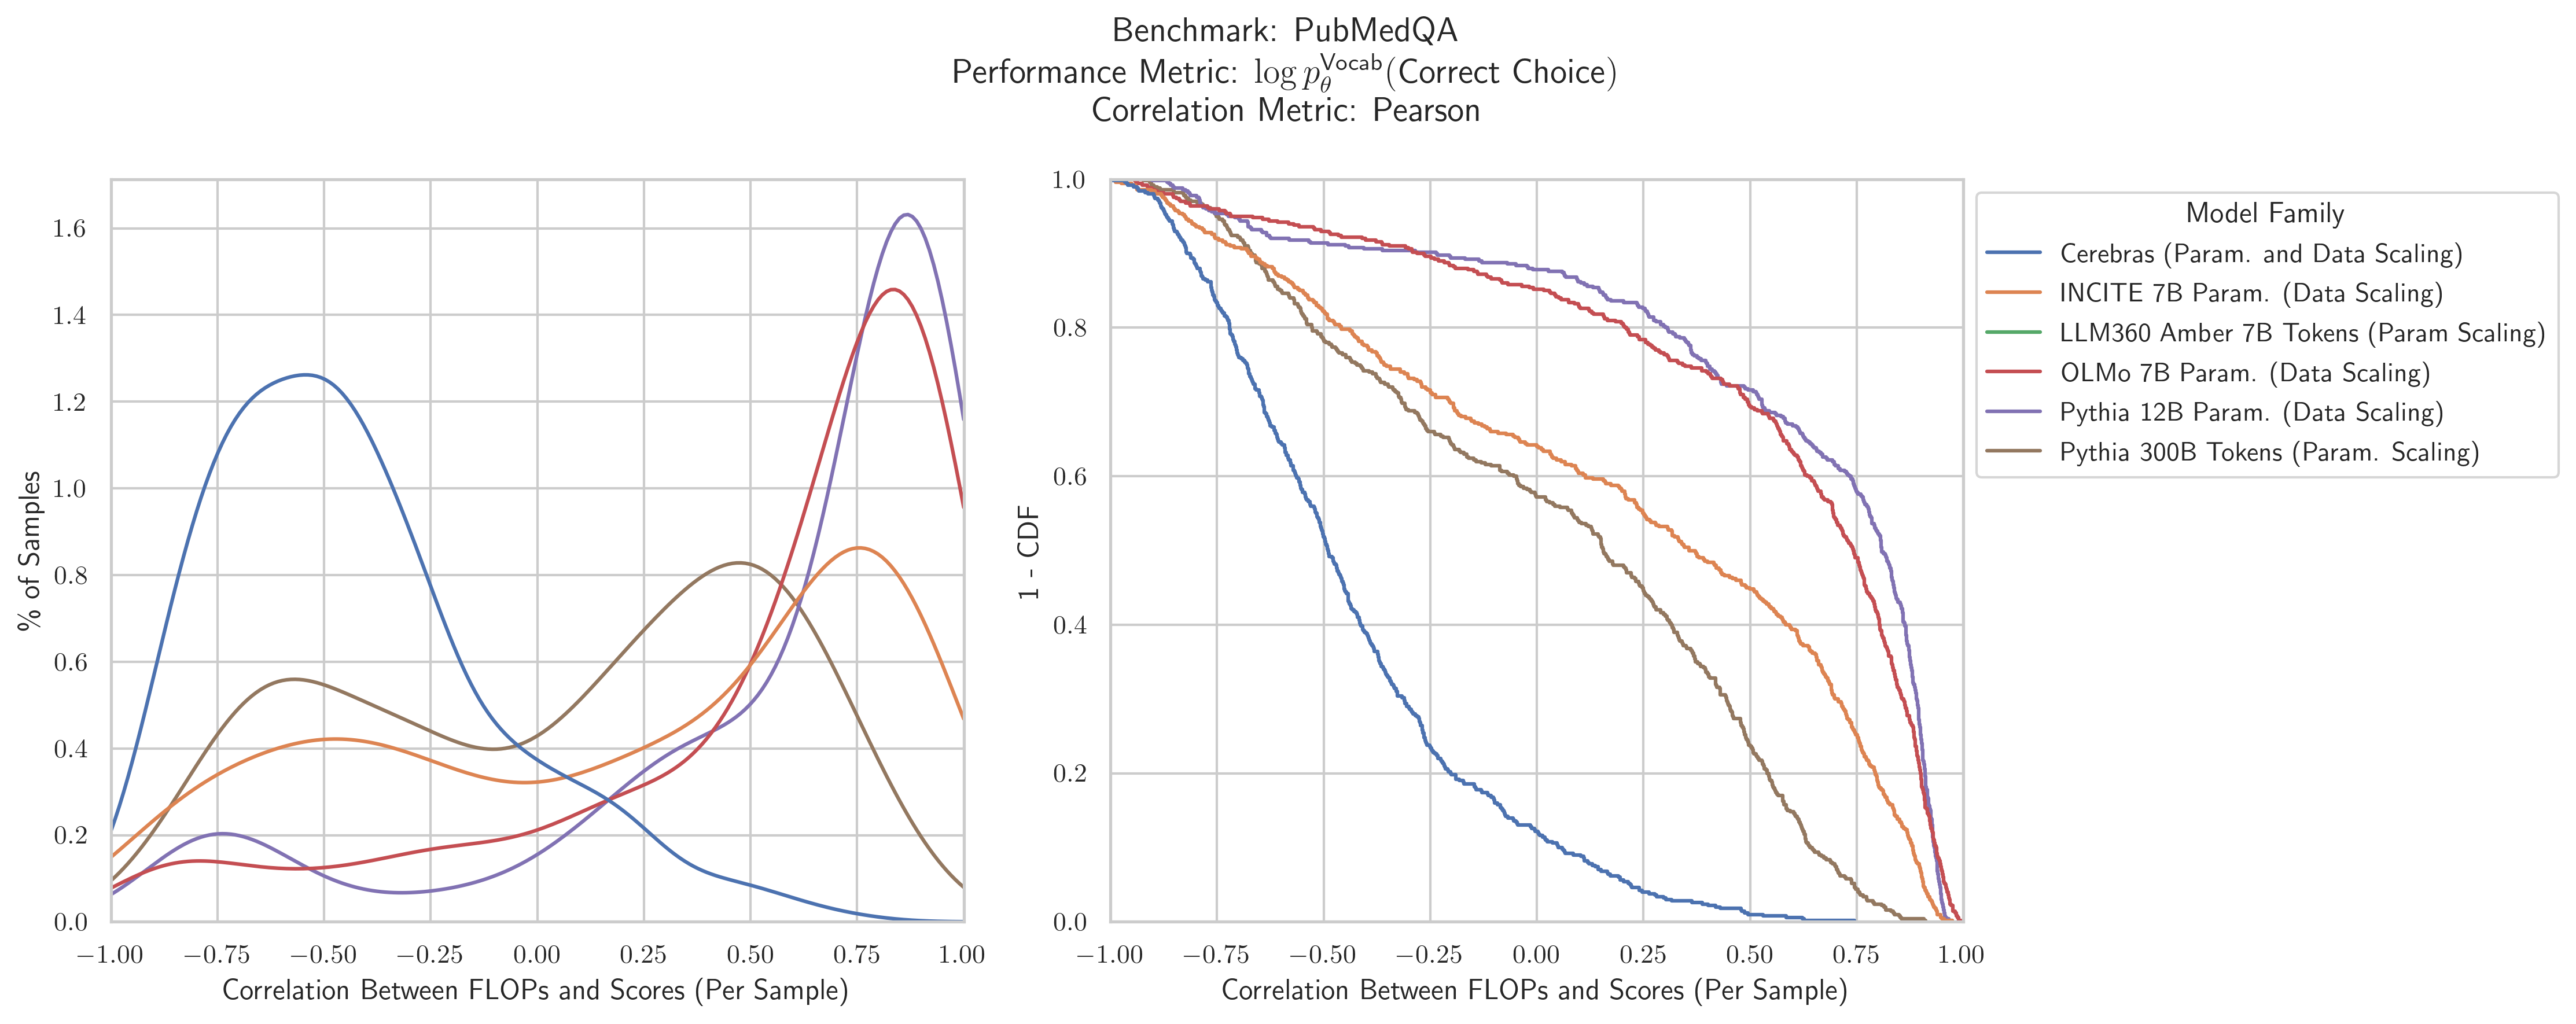 Benchmark: PubMedQA
Performance Metric: log p_θ^Vocab(Correct Choice)
Correlation Metric: Pearson
% of Samples
1.6
1.4
1.2
1.0
0.8
0.6
0.4
0.2
0.0
−1.00 −0.75 −0.50 −0.25 0.00 0.25 0.50 0.75 1.00
Correlation Between FLOPs and Scores (Per Sample)
1 - CDF
1.0
0.8
0.6
0.4
0.2
0.0
−1.00 −0.75 −0.50 −0.25 0.00 0.25 0.50 0.75 1.00
Correlation Between FLOPs and Scores (Per Sample)
Model Family
Cerebras (Param. and Data Scaling)
INCITE 7B Param. (Data Scaling)
LLM360 Amber 7B Tokens (Param Scaling)
OLMo 7B Param. (Data Scaling)
Pythia 12B Param. (Data Scaling)
Pythia 300B Tokens (Param. Scaling)